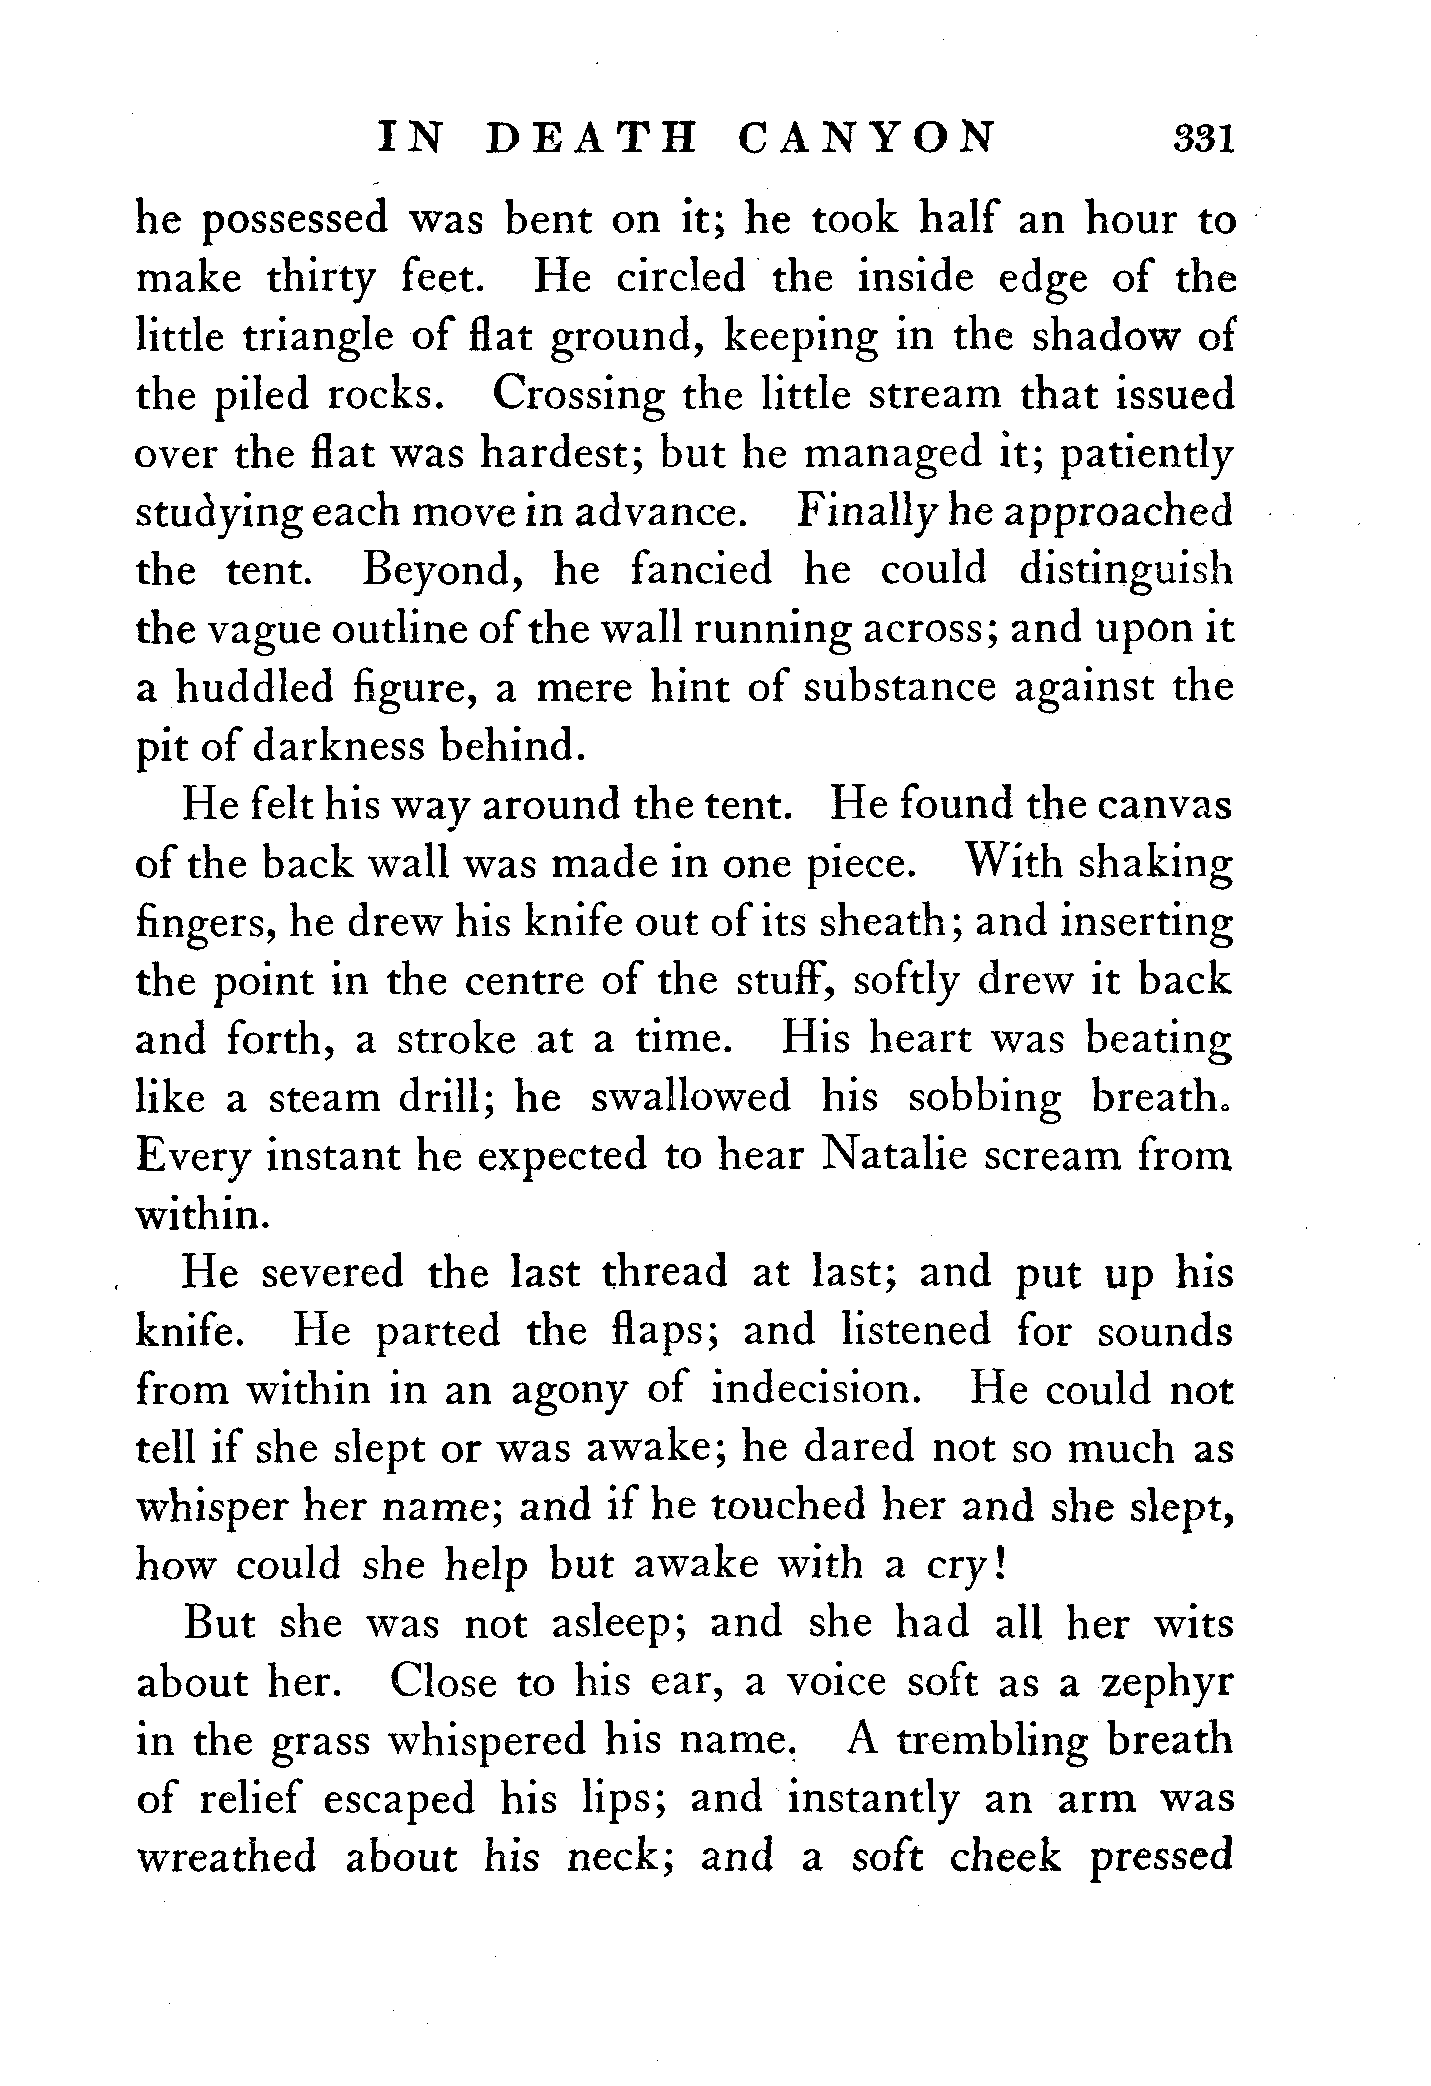 IN DEATH CANYON 331
he possessed was bent on it; he took half an hour to
make thirty feet. He circled the inside edge of the
little triangle of flat ground, keeping in the shadow of
the piled rocks. Crossing the little stream that issued
over the flat was hardest; but he managed it; patiently
studying each move in advance. Finally he approached
the tent. Beyond, he fancied he could distinguish
the vague outline of the wall running across; and upon it
a huddled figure, a mere hint of substance against the
pit of darkness behind.
He felt his way around the tent. He found the canvas
of the back wall was made in one piece. With shaking
fingers, he drew his knife out of its sheath; and inserting
the point in the centre of the stuff, softly drew it back
and forth, a stroke at a time. His heart was beating
like a steam drill; he swallowed his sobbing breath.
Every instant he expected to hear Natalie scream from
within.
He severed the last thread at last; and put up his
knife. He parted the flaps; and listened for sounds
from within in an agony of indecision. He could not
tell if she slept or was awake; he dared not so much as
whisper her name; and if he touched her and she slept,
how could she help but awake with a cry!
But she was not asleep; and she had all her wits
about her. Close to his ear, a voice soft as a zephyr
in the grass whispered his name. A trembling breath
of relief escaped his lips; and instantly an arm was
wreathed about his neck; and a soft cheek pressed